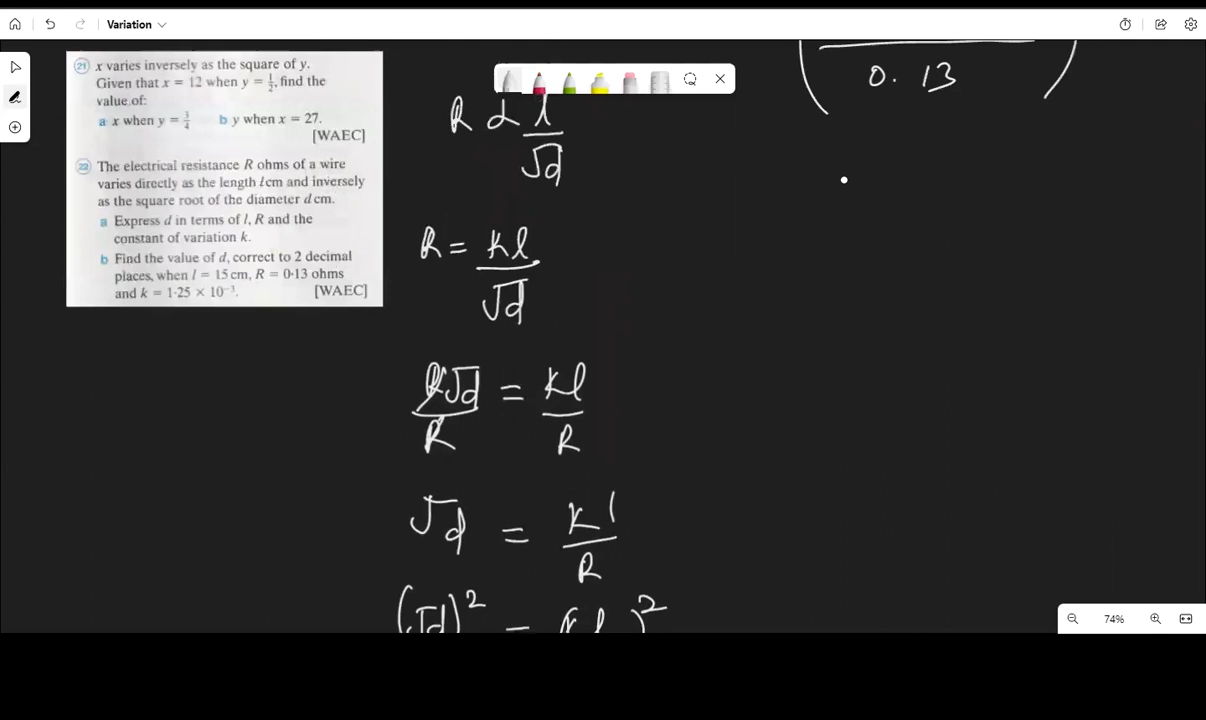 Variation
21 x varies inversely as the square of y.
Given that x = 12 when y = 1/2, find the
value of:
a x when y = 3/4 b y when x = 27.
[WAEC]
22 The electrical resistance R ohms of a wire
varies directly as the length l cm and inversely
as the square root of the diameter d cm.
a Express d in terms of l, R and the
constant of variation k.
b Find the value of d, correct to 2 decimal
places, when l = 15 cm, R = 0·13 ohms
and k = 1·25 × 10⁻³. [WAEC]
R α l/√d
R = kl/√d
R√d/R = kl/R
√d = kl/R
(√d)² = (kl )²
0.13
74%